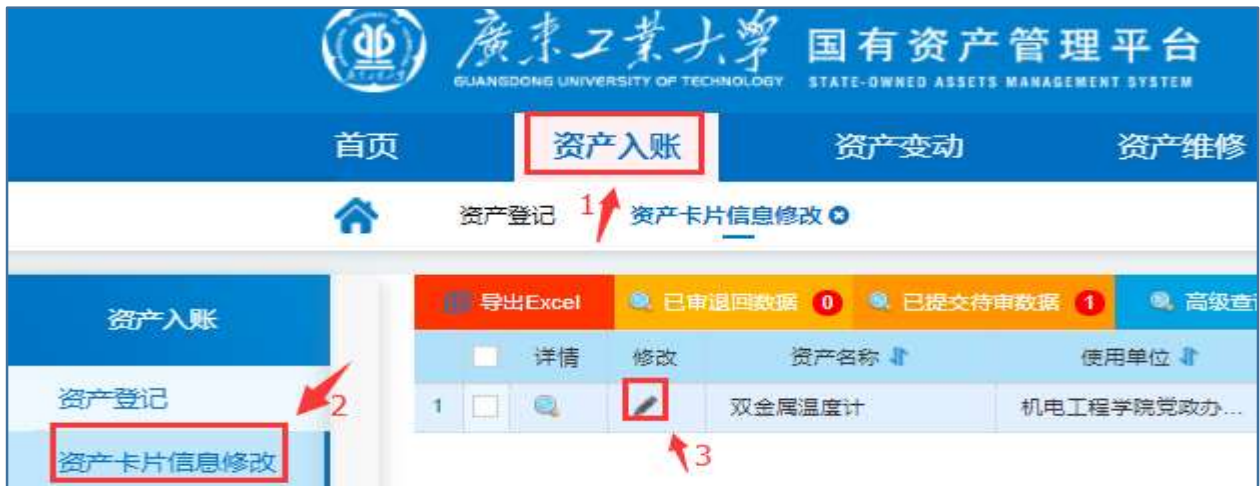 廣東工業大學 国有资产管理平台
GUANGDONG UNIVERSITY OF TECHNOLOGY STATE-OWNED ASSETS MANAGEMENT SYSTEM
首页 资产入账 资产变动 资产维修
资产登记 1 资产卡片信息修改
资产入账
导出Excel 已审退回数据 0 已提交待审数据 1 高级查
详情 修改 资产名称 使用单位
资产登记 2
1 双金属温度计 机电工程学院党政办...
资产卡片信息修改
3